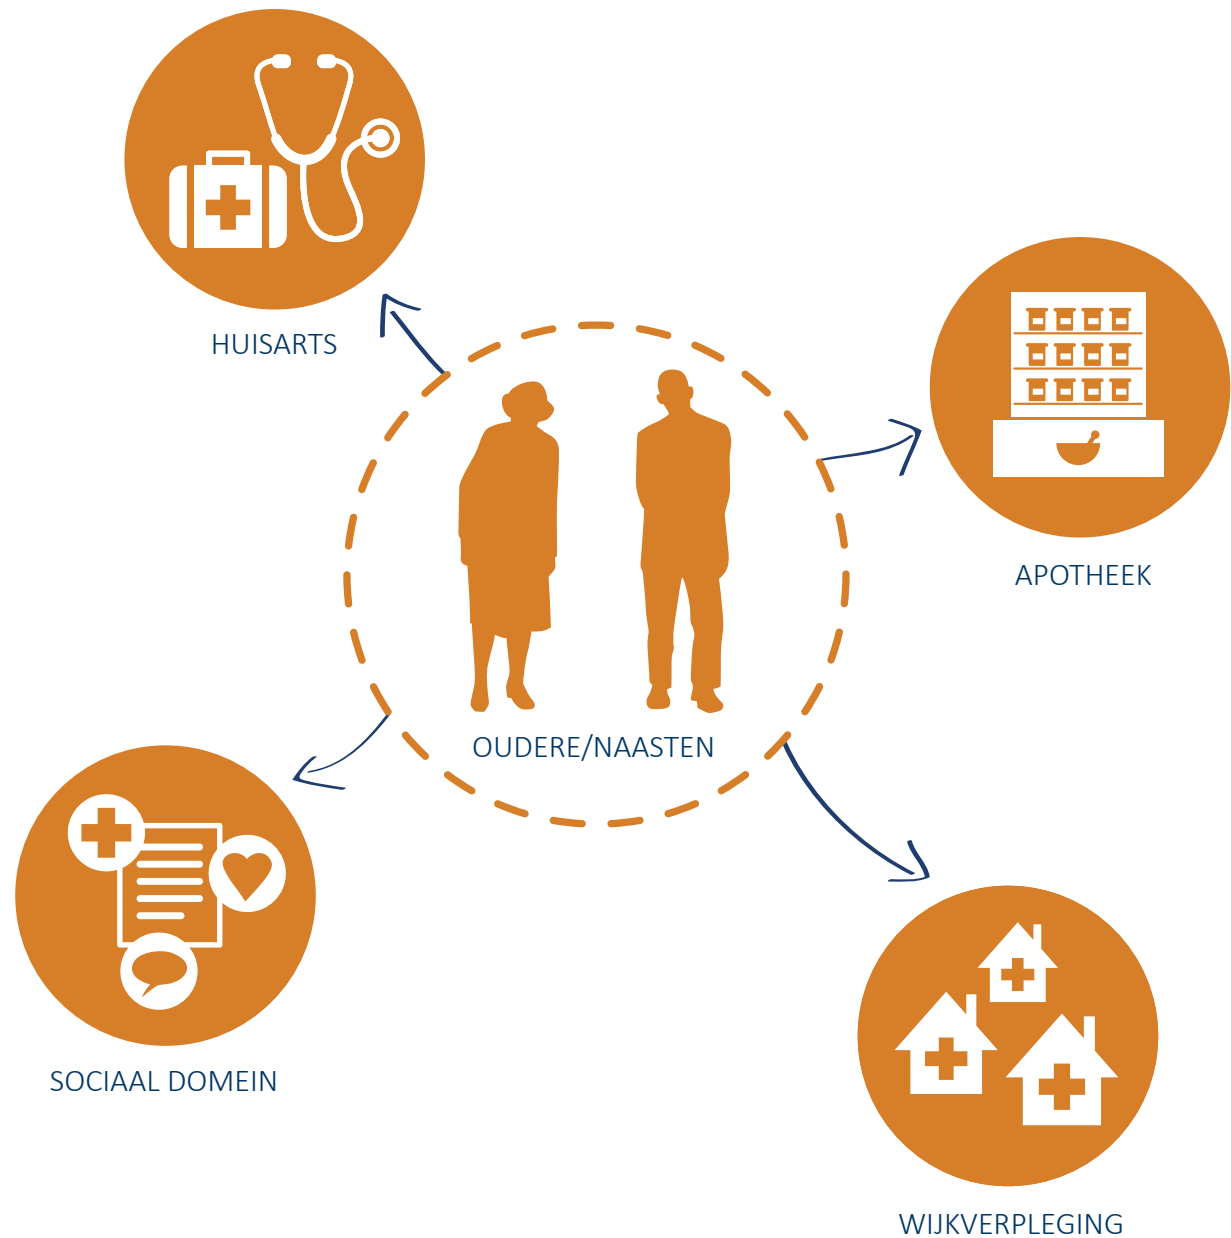 HUISARTS
APOTHEEK
OUDERE/NAASTEN
SOCIAAL DOMEIN
WIJKVERPLEGING